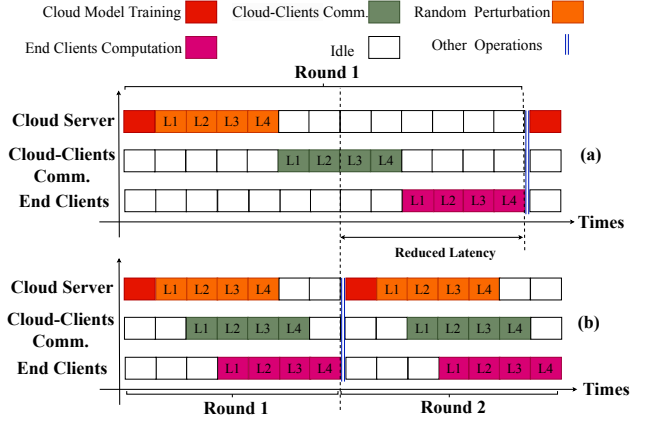 Cloud Model Training Cloud-Clients Comm. Random Perturbation
End Clients Computation Idle Other Operations
Round 1
Cloud Server L1 L2 L3 L4
Cloud-Clients L1 L2 L3 L4 (a)
Comm.
End Clients L1 L2 L3 L4
Times
Reduced Latency
Cloud Server L1 L2 L3 L4 L1 L2 L3 L4
Cloud-Clients L1 L2 L3 L4 L1 L2 L3 L4 (b)
Comm.
End Clients L1 L2 L3 L4 L1 L2 L3 L4
Times
Round 1 Round 2